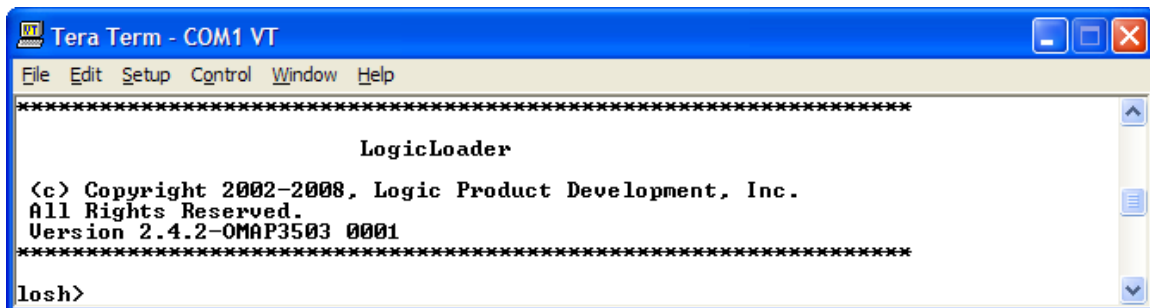 Tera Term - COM1 VT
File Edit Setup Control Window Help
*****************************************************************
LogicLoader
(c) Copyright 2002-2008, Logic Product Development, Inc.
All Rights Reserved.
Version 2.4.2-OMAP3503 0001
*****************************************************************
losh>